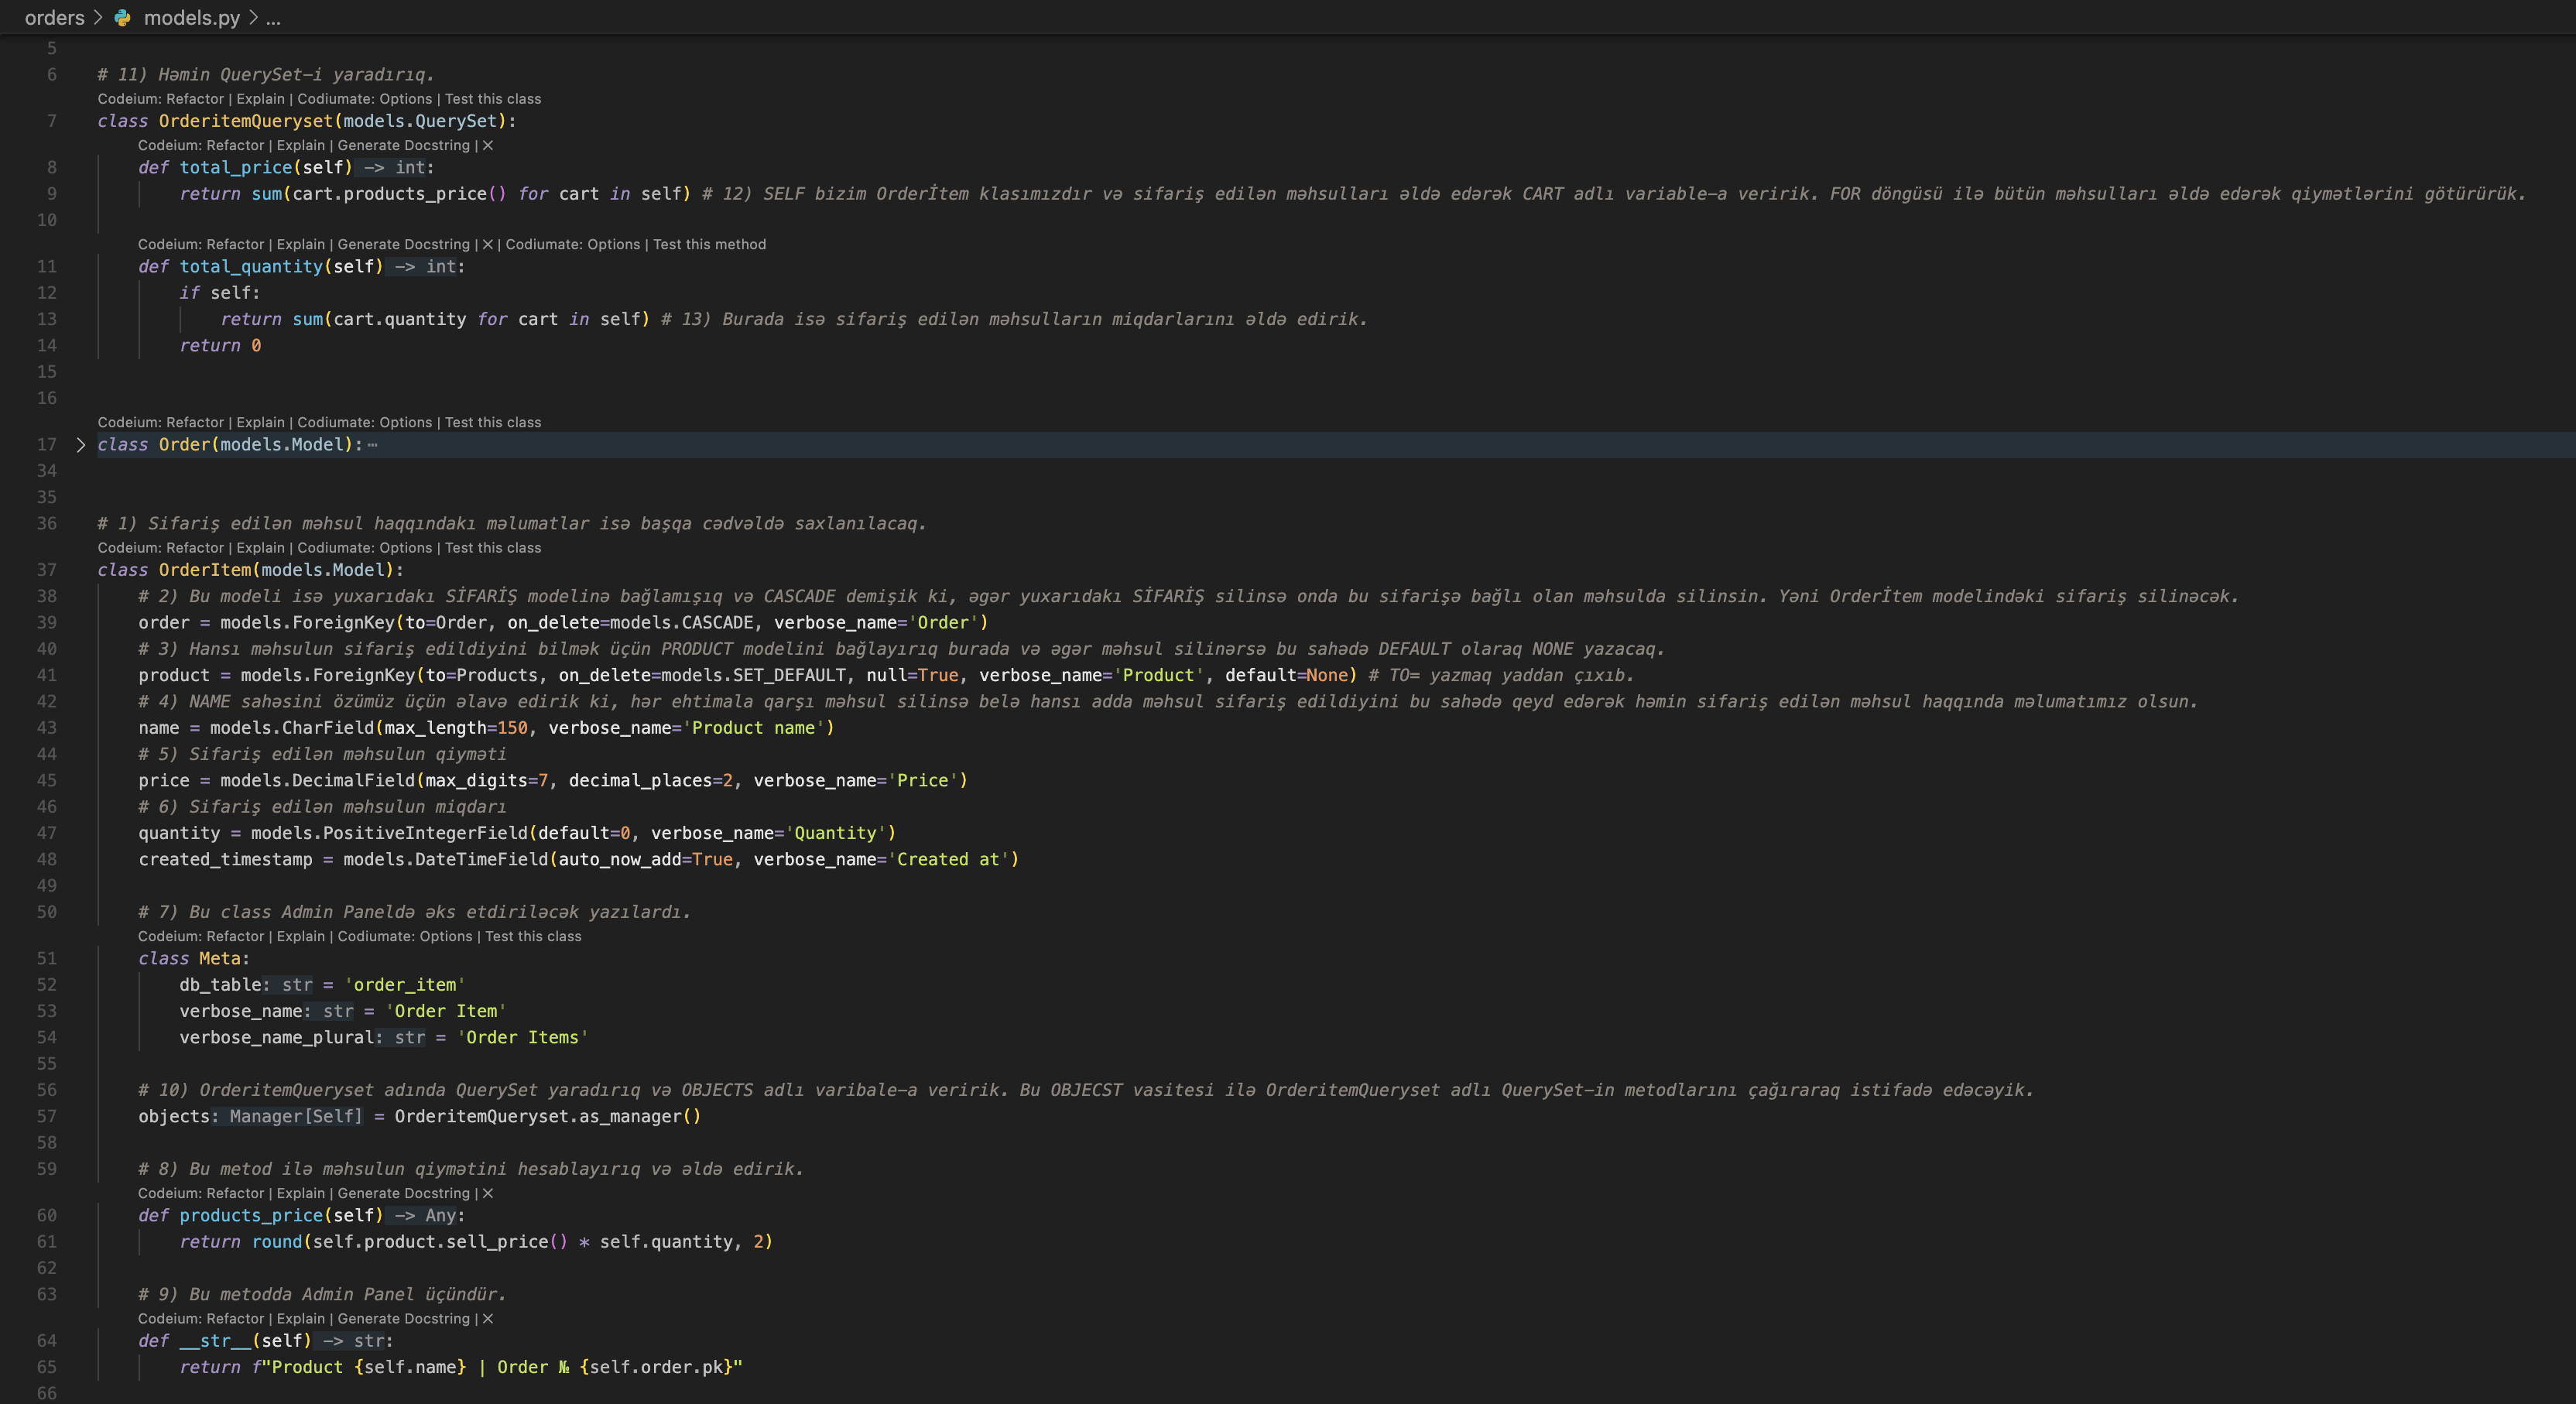 orders > models.py > ...
5
6 # 11) Həmin QuerySet-i yaradırıq.
Codeium: Refactor | Explain | Codiumate: Options | Test this class
7 class OrderitemQueryset(models.QuerySet):
Codeium: Refactor | Explain | Generate Docstring | ×
8 def total_price(self) -> int:
9 return sum(cart.products_price() for cart in self) # 12) SELF bizim Orderİtem klasımızdır və sifariş edilən məhsulları əldə edərək CART adlı variable-a veririk. FOR döngüsü ilə bütün məhsulları əldə edərək qiymətlərini götürürük.
10
Codeium: Refactor | Explain | Generate Docstring | × | Codiumate: Options | Test this method
11 def total_quantity(self) -> int:
12 if self:
13 return sum(cart.quantity for cart in self) # 13) Burada isə sifariş edilən məhsulların miqdarlarını əldə edirik.
14 return 0
15
16
Codeium: Refactor | Explain | Codiumate: Options | Test this class
17 > class Order(models.Model): ⋯
34
35
36 # 1) Sifariş edilən məhsul haqqındakı məlumatlar isə başqa cədvəldə saxlanılacaq.
Codeium: Refactor | Explain | Codiumate: Options | Test this class
37 class OrderItem(models.Model):
38 # 2) Bu modeli isə yuxarıdakı SİFARİŞ modelinə bağlamışıq və CASCADE demişik ki, əgər yuxarıdakı SİFARİŞ silinsə onda bu sifarişə bağlı olan məhsulda silinsin. Yəni Orderİtem modelindəki sifariş silinəcək.
39 order = models.ForeignKey(to=Order, on_delete=models.CASCADE, verbose_name='Order')
40 # 3) Hansı məhsulun sifariş edildiyini bilmək üçün PRODUCT modelini bağlayırıq burada və əgər məhsul silinərsə bu sahədə DEFAULT olaraq NONE yazacaq.
41 product = models.ForeignKey(to=Products, on_delete=models.SET_DEFAULT, null=True, verbose_name='Product', default=None) # TO= yazmaq yaddan çıxıb.
42 # 4) NAME sahəsini özümüz üçün əlavə edirik ki, hər ehtimala qarşı məhsul silinsə belə hansı adda məhsul sifariş edildiyini bu sahədə qeyd edərək həmin sifariş edilən məhsul haqqında məlumatımız olsun.
43 name = models.CharField(max_length=150, verbose_name='Product name')
44 # 5) Sifariş edilən məhsulun qiyməti
45 price = models.DecimalField(max_digits=7, decimal_places=2, verbose_name='Price')
46 # 6) Sifariş edilən məhsulun miqdarı
47 quantity = models.PositiveIntegerField(default=0, verbose_name='Quantity')
48 created_timestamp = models.DateTimeField(auto_now_add=True, verbose_name='Created at')
49
50 # 7) Bu class Admin Paneldə əks etdiriləcək yazılardı.
Codeium: Refactor | Explain | Codiumate: Options | Test this class
51 class Meta:
52 db_table: str = 'order_item'
53 verbose_name: str = 'Order Item'
54 verbose_name_plural: str = 'Order Items'
55
56 # 10) OrderitemQueryset adında QuerySet yaradırıq və OBJECTS adlı varibale-a veririk. Bu OBJECST vasitesi ilə OrderitemQueryset adlı QuerySet-in metodlarını çağıraraq istifadə edəcəyik.
57 objects: Manager[Self] = OrderitemQueryset.as_manager()
58
59 # 8) Bu metod ilə məhsulun qiymətini hesablayırıq və əldə edirik.
Codeium: Refactor | Explain | Generate Docstring | ×
60 def products_price(self) -> Any:
61 return round(self.product.sell_price() * self.quantity, 2)
62
63 # 9) Bu metodda Admin Panel üçündür.
Codeium: Refactor | Explain | Generate Docstring | ×
64 def __str__(self) -> str:
65 return f"Product {self.name} | Order № {self.order.pk}"
66